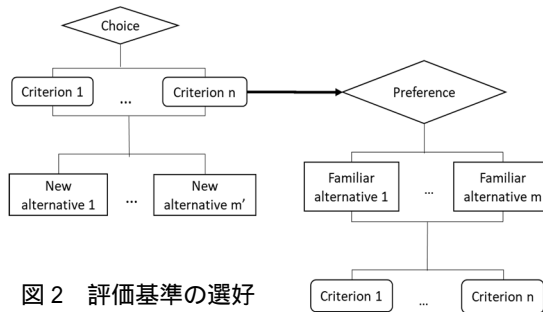 Choice
Criterion 1
...
Criterion n
Preference
New
alternative 1
...
New
alternative m′
Familiar
alternative 1
...
Familiar
alternative m
Criterion 1
...
Criterion n
図 2 評価基準の選好